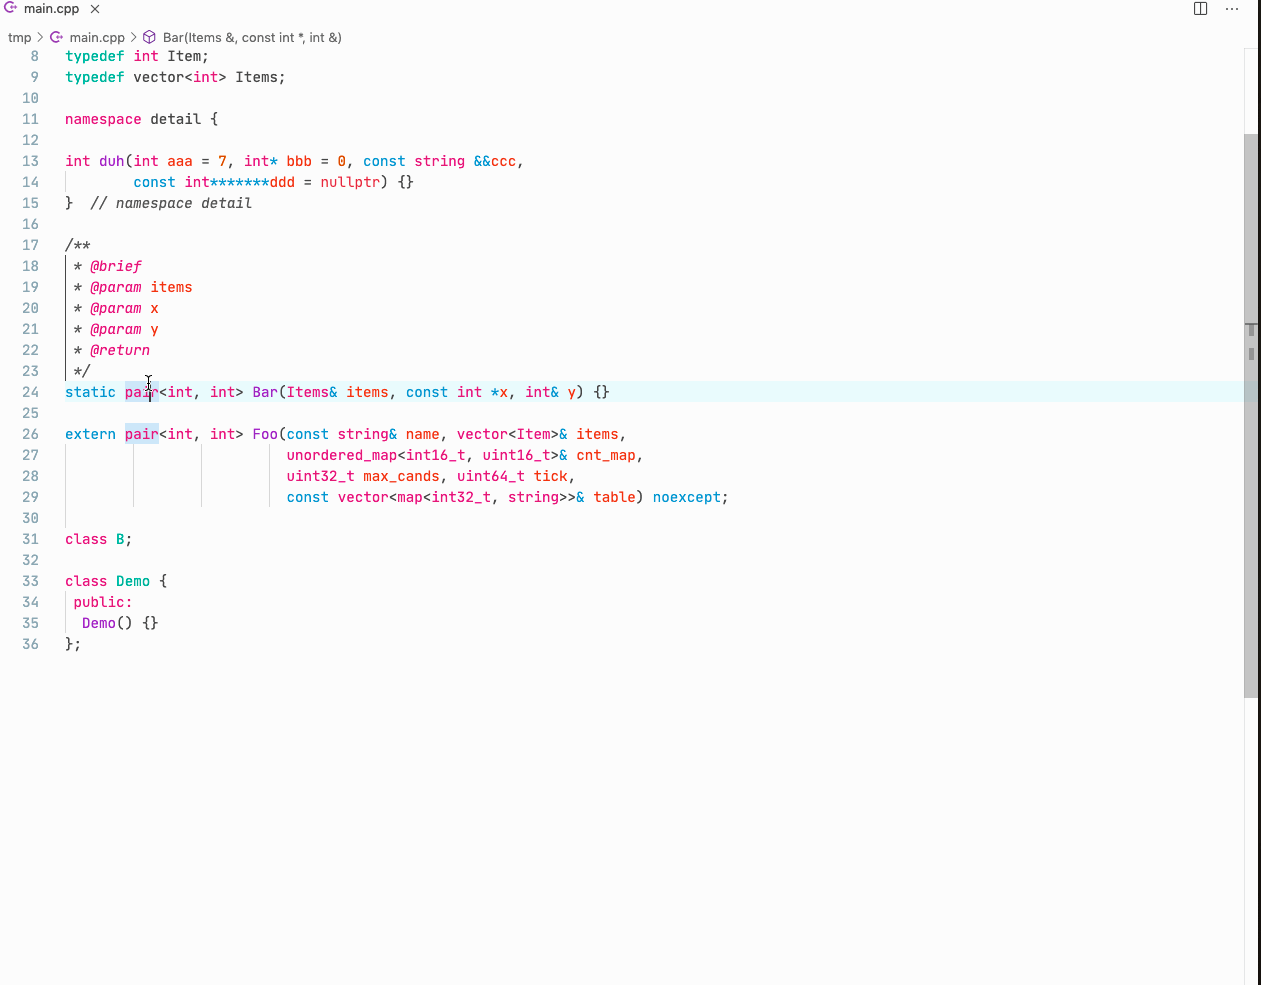 main.cpp
tmp > main.cpp > Bar(Items &, const int *, int &)
8 typedef int Item;
9 typedef vector<int> Items;
10
11 namespace detail {
12
13 int duh(int aaa = 7, int* bbb = 0, const string &&ccc,
14         const int*******ddd = nullptr) {}
15 }  // namespace detail
16
17 /**
18  * @brief
19  * @param items
20  * @param x
21  * @param y
22  * @return
23  */
24 static pair<int, int> Bar(Items& items, const int *x, int& y) {}
25
26 extern pair<int, int> Foo(const string& name, vector<Item>& items,
27                           unordered_map<int16_t, uint16_t>& cnt_map,
28                           uint32_t max_cands, uint64_t tick,
29                           const vector<map<int32_t, string>>& table) noexcept;
30
31 class B;
32
33 class Demo {
34  public:
35   Demo() {}
36 };